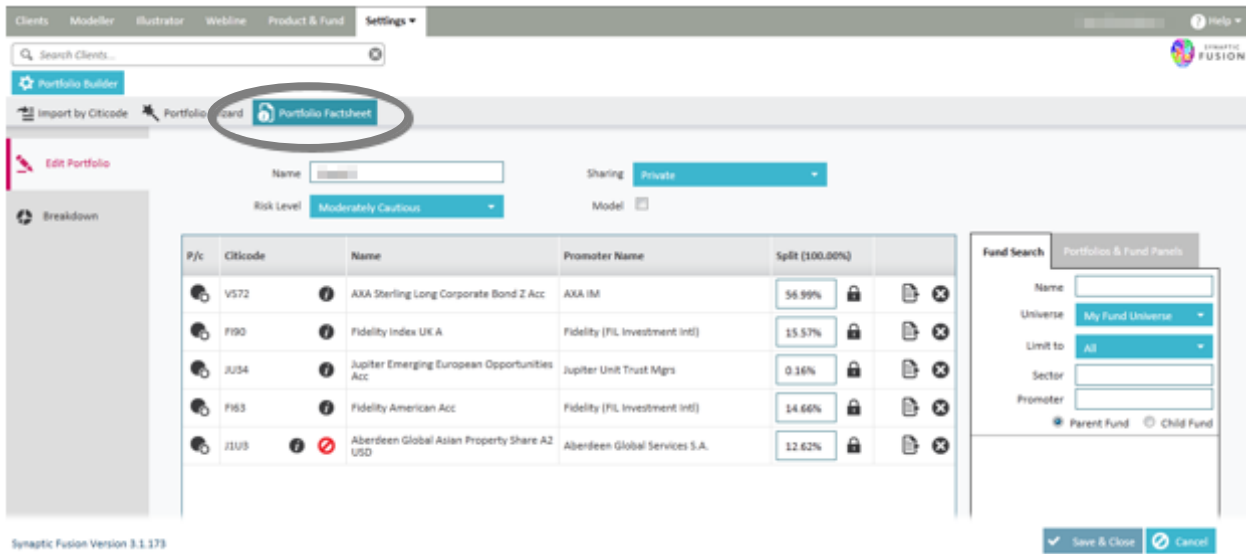 Clients Modeller Illustrator Webline Product & Fund Settings Help
Search Clients...
SYNAPTIC
FUSION
Portfolio Builder
Import by Citicode Portfolio Wizard Portfolio Factsheet
Edit Portfolio
Name Sharing Private
Risk Level Moderately Cautious Model
Breakdown
P/c Citicode Name Promoter Name Split (100.00%)
VS72 AXA Sterling Long Corporate Bond Z Acc AXA IM 56.99%
FI90 Fidelity Index UK A Fidelity (FIL Investment Intl) 15.57%
JU34 Jupiter Emerging European Opportunities Acc Jupiter Unit Trust Mgrs 0.16%
FI63 Fidelity American Acc Fidelity (FIL Investment Intl) 14.66%
J1U3 Aberdeen Global Asian Property Share A2 USD Aberdeen Global Services S.A. 12.62%
Fund Search Portfolios & Fund Panels
Name
Universe My Fund Universe
Limit to All
Sector
Promoter
Parent Fund Child Fund
Synaptic Fusion Version 3.1.173
Save & Close Cancel